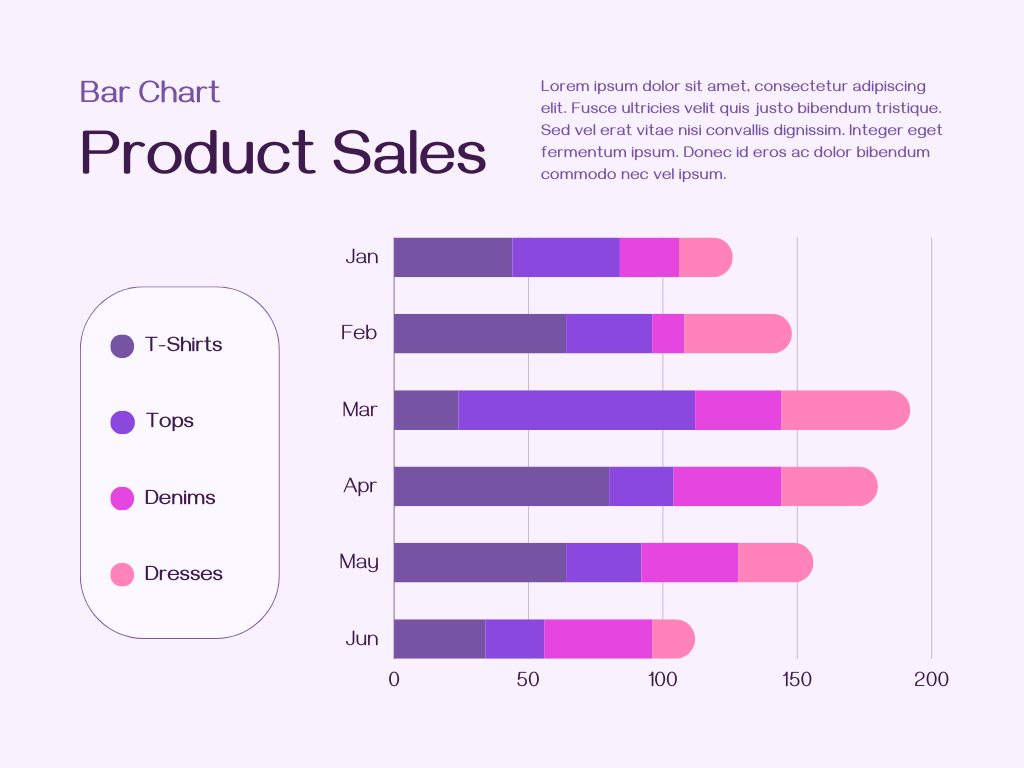 Bar Chart
Product Sales
Lorem ipsum dolor sit amet, consectetur adipiscing
elit. Fusce ultricies velit quis justo bibendum tristique.
Sed vel erat vitae nisi convallis dignissim. Integer eget
fermentum ipsum. Donec id eros ac dolor bibendum
commodo nec vel ipsum.
T-Shirts
Tops
Denims
Dresses
Jan
Feb
Mar
Apr
May
Jun
0 50 100 150 200